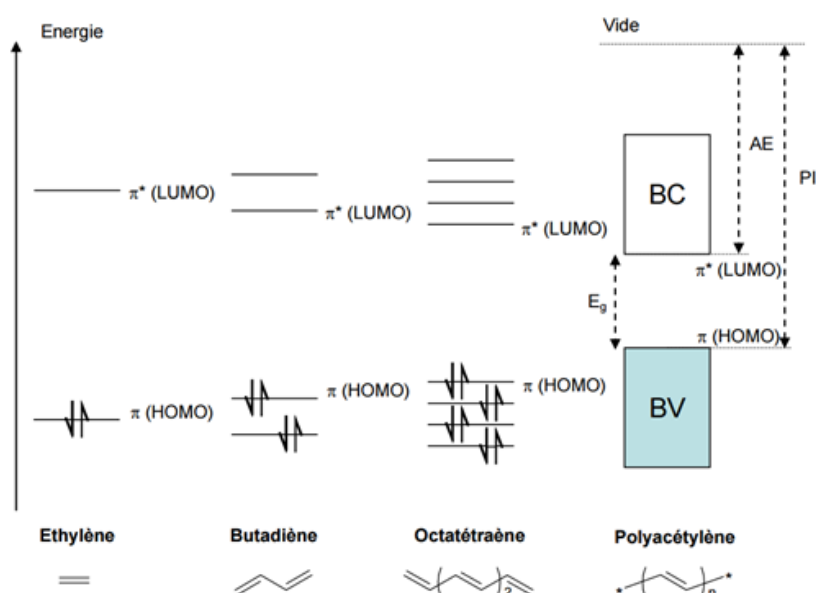 Energie
Vide
AE
PI
π* (LUMO)
π* (LUMO)
π* (LUMO)
BC
π* (LUMO)
Eg
π (HOMO)
π (HOMO)
π (HOMO)
π (HOMO)
BV
Ethylène
Butadiène
Octatétraène
Polyacétylène
2
*
n
*